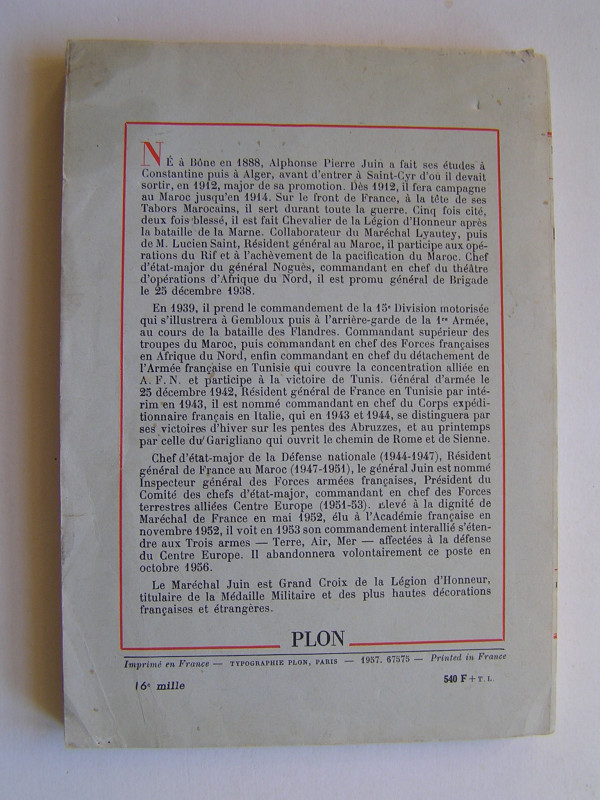 NÉ à Bône en 1888, Alphonse Pierre Juin a fait ses études à
Constantine puis à Alger, avant d'entrer à Saint-Cyr d'où il devait
sortir, en 1912, major de sa promotion. Dès 1912, il fera campagne
au Maroc jusqu'en 1914. Sur le front de France, à la tête de ses
Tabors Marocains, il sert durant toute la guerre. Cinq fois cité,
deux fois blessé, il est fait Chevalier de la Légion d'Honneur après
la bataille de la Marne. Collaborateur du Maréchal Lyautey, puis
de M. Lucien Saint, Résident général au Maroc, il participe aux opé-
rations du Rif et à l'achèvement de la pacification du Maroc. Chef
d'état-major du général Noguès, commandant en chef du théâtre
d'opérations d'Afrique du Nord, il est promu général de Brigade
le 25 décembre 1938.
En 1939, il prend le commandement de la 15e Division motorisée
qui s'illustrera à Gembloux puis à l'arrière-garde de la 1re Armée,
au cours de la bataille des Flandres. Commandant supérieur des
troupes du Maroc, puis commandant en chef des Forces françaises
en Afrique du Nord, enfin commandant en chef du détachement de
l'Armée française en Tunisie qui couvre la concentration alliée en
A. F. N. et participe à la victoire de Tunis. Général d'armée le
25 décembre 1942, Résident général de France en Tunisie par inté-
rim en 1943, il est nommé commandant en chef du Corps expédi-
tionnaire français en Italie, qui en 1943 et 1944, se distinguera par
ses victoires d'hiver sur les pentes des Abruzzes, et au printemps
par celle du Garigliano qui ouvrit le chemin de Rome et de Sienne.
Chef d'état-major de la Défense nationale (1944-1947), Résident
général de France au Maroc (1947-1951), le général Juin est nommé
Inspecteur général des Forces armées françaises, Président du
Comité des chefs d'état-major, commandant en chef des Forces
terrestres alliées Centre Europe (1951-53). Élevé à la dignité de
Maréchal de France en mai 1952, élu à l'Académie française en
novembre 1952, il voit en 1953 son commandement interallié s'éten-
dre aux Trois armes — Terre, Air, Mer — affectées à la défense
du Centre Europe. Il abandonnera volontairement ce poste en
octobre 1956.
Le Maréchal Juin est Grand Croix de la Légion d'Honneur,
titulaire de la Médaille Militaire et des plus hautes décorations
françaises et étrangères.
PLON
Imprimé en France — TYPOGRAPHIE PLON, PARIS — 1957. 67575 — Printed in France
16e mille
540 F + T. L.